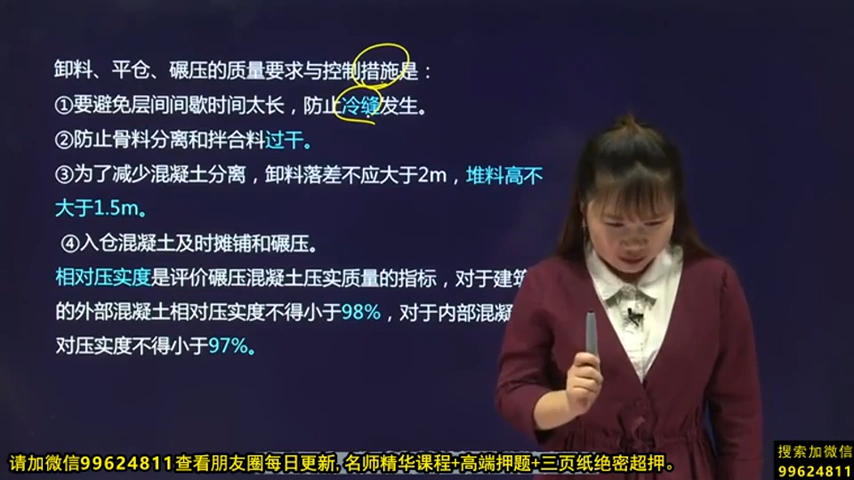 卸料、平仓、碾压的质量要求与控制措施是：
①要避免层间间歇时间太长，防止冷缝发生。
②防止骨料分离和拌合料过干。
③为了减少混凝土分离，卸料落差不应大于2m，堆料高不
大于1.5m。
④入仓混凝土及时摊铺和碾压。
相对压实度是评价碾压混凝土压实质量的指标，对于建筑
的外部混凝土相对压实度不得小于98%，对于内部混凝
对压实度不得小于97%。
请加微信99624811查看朋友圈每日更新,名师精华课程+高端押题+三页纸绝密超押。
搜索加微信
99624811